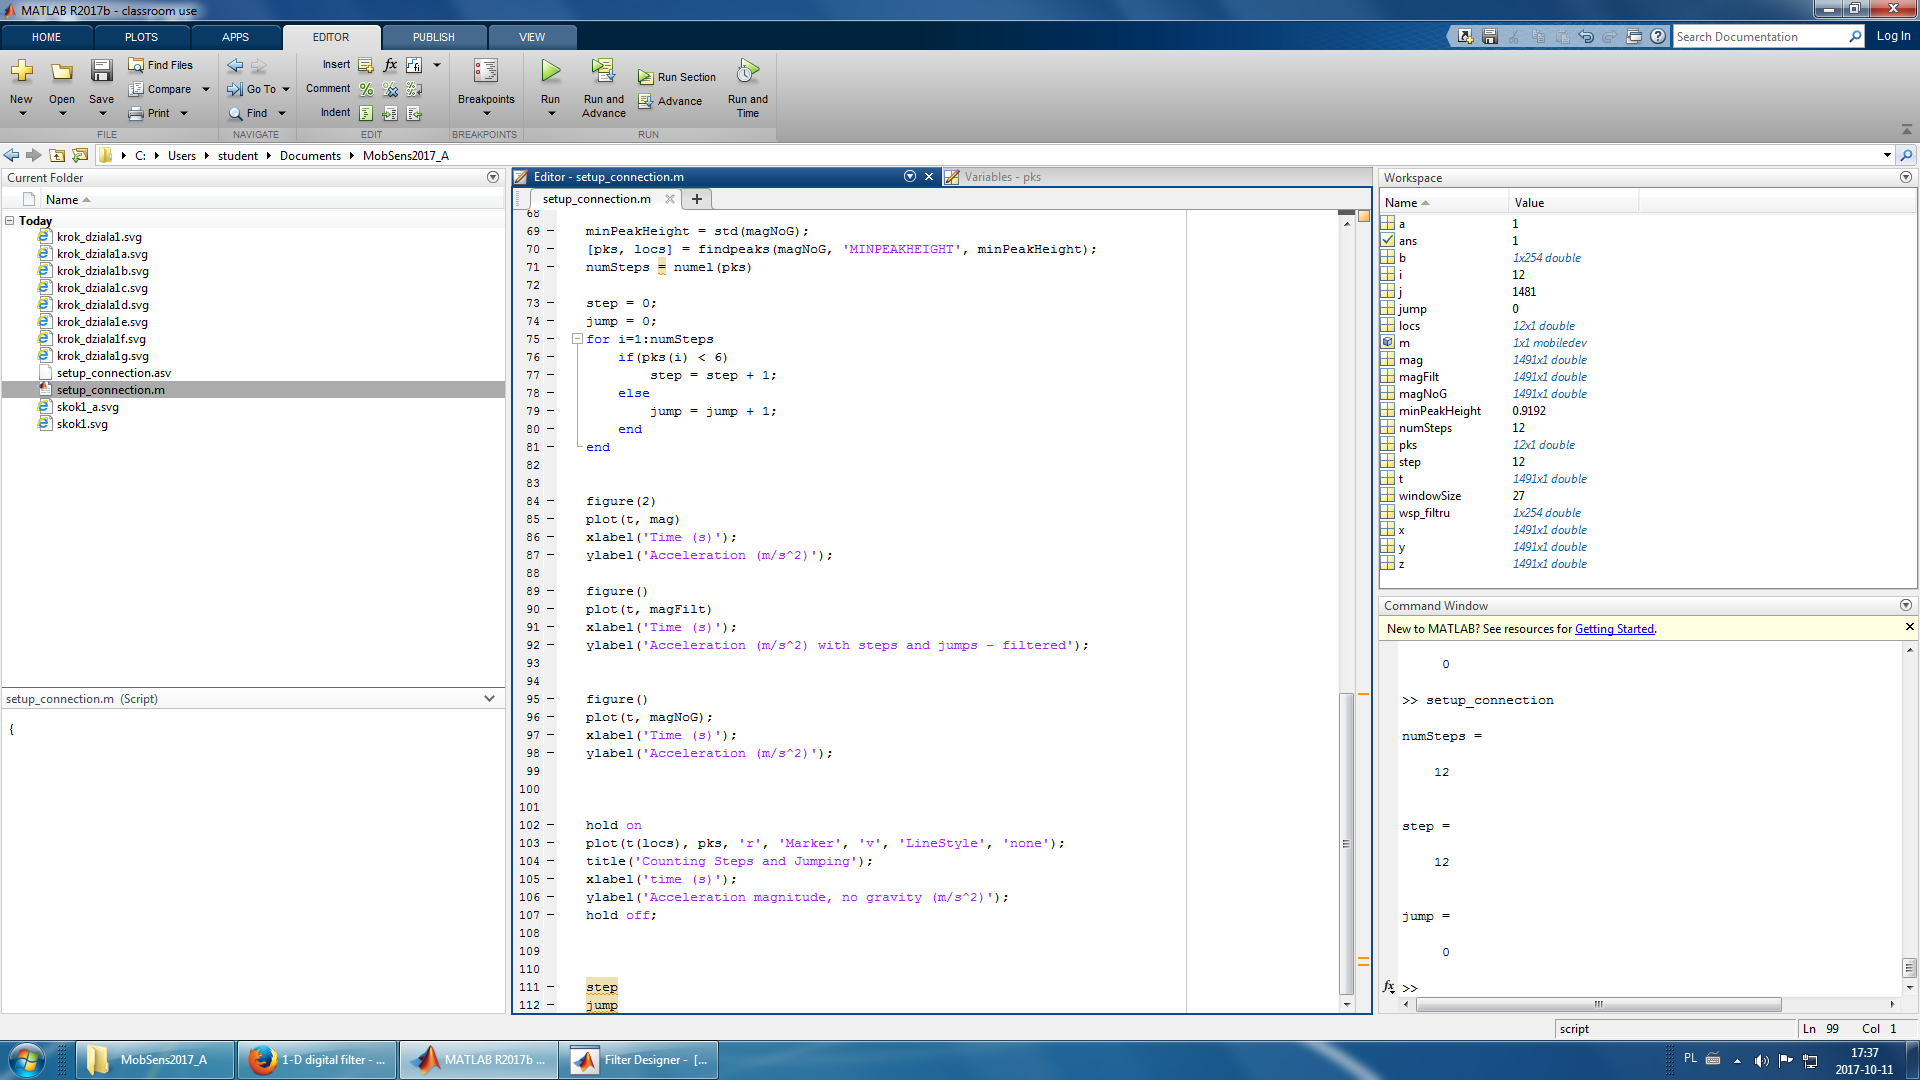 MATLAB R2017b - classroom use
HOME PLOTS APPS EDITOR PUBLISH VIEW
Search Documentation
Log In
New Open Save
Find Files
Compare
Print
FILE
Go To
Find
NAVIGATE
Insert fx
Comment
Indent
EDIT
Breakpoints
BREAKPOINTS
Run
Run and Advance
Run Section
Advance
Run and Time
RUN
C: Users student Documents MobSens2017_A
Current Folder
Name
Today
krok_dziala1.svg
krok_dziala1a.svg
krok_dziala1b.svg
krok_dziala1c.svg
krok_dziala1d.svg
krok_dziala1e.svg
krok_dziala1f.svg
krok_dziala1g.svg
setup_connection.asv
setup_connection.m
skok1_a.svg
skok1.svg
setup_connection.m (Script)
{
Editor - setup_connection.m
Variables - pks
setup_connection.m
68
69 minPeakHeight = std(magNoG);
70 [pks, locs] = findpeaks(magNoG, 'MINPEAKHEIGHT', minPeakHeight);
71 numSteps = numel(pks)
72
73 step = 0;
74 jump = 0;
75 for i=1:numSteps
76 if(pks(i) < 6)
77 step = step + 1;
78 else
79 jump = jump + 1;
80 end
81 end
82
83
84 figure(2)
85 plot(t, mag)
86 xlabel('Time (s)');
87 ylabel('Acceleration (m/s^2)');
88
89 figure()
90 plot(t, magFilt)
91 xlabel('Time (s)');
92 ylabel('Acceleration (m/s^2) with steps and jumps - filtered');
93
94
95 figure()
96 plot(t, magNoG);
97 xlabel('Time (s)');
98 ylabel('Acceleration (m/s^2)');
99
100
101
102 hold on
103 plot(t(locs), pks, 'r', 'Marker', 'v', 'LineStyle', 'none');
104 title('Counting Steps and Jumping');
105 xlabel('time (s)');
106 ylabel('Acceleration magnitude, no gravity (m/s^2)');
107 hold off;
108
109
110
111 step
112 jump
Workspace
Name Value
a 1
ans 1
b 1x254 double
i 12
j 1481
jump 0
locs 12x1 double
m 1x1 mobiledev
mag 1491x1 double
magFilt 1491x1 double
magNoG 1491x1 double
minPeakHeight 0.9192
numSteps 12
pks 12x1 double
step 12
t 1491x1 double
windowSize 27
wsp_filtru 1x254 double
x 1491x1 double
y 1491x1 double
z 1491x1 double
Command Window
New to MATLAB? See resources for Getting Started.
0
>> setup_connection
numSteps =
12
step =
12
jump =
0
fx >>
script
Ln 99 Col 1
MobSens2017_A
1-D digital filter - ...
MATLAB R2017b ...
Filter Designer - [...
PL
17:37
2017-10-11